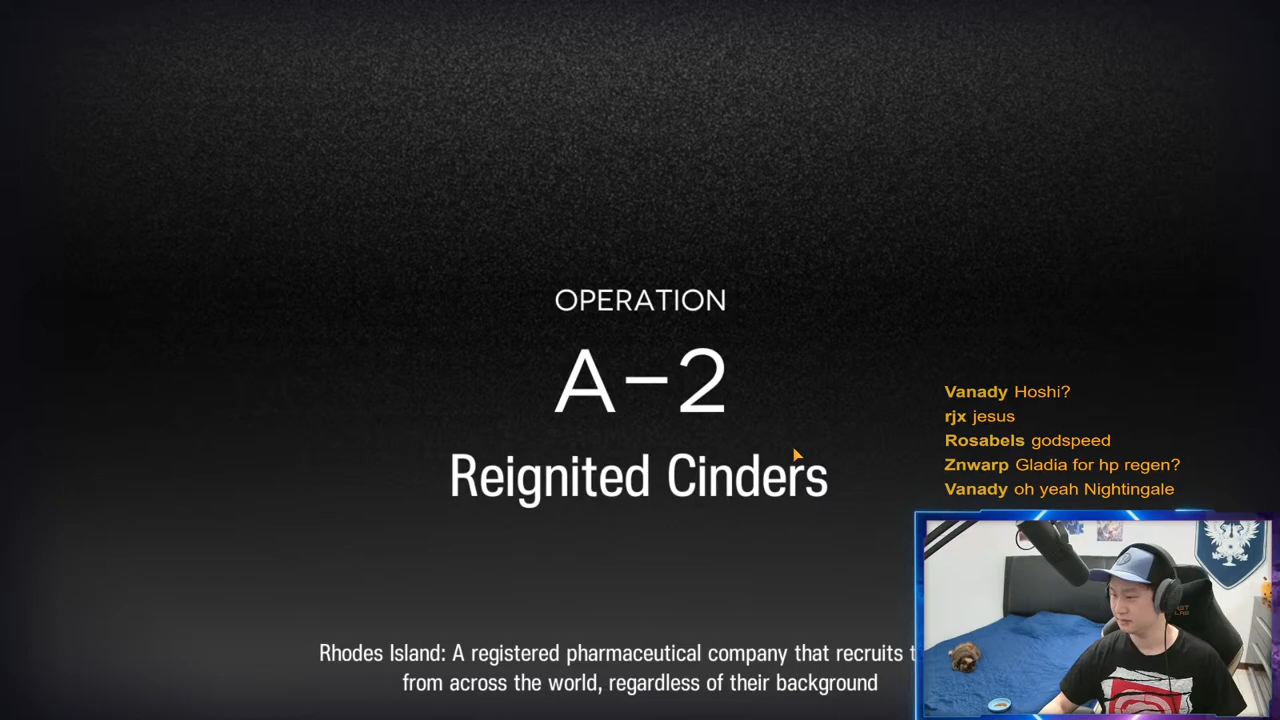 OPERATION
A-2
Reignited Cinders
Vanady Hoshi?
rjx jesus
Rosabels godspeed
Znwarp Gladia for hp regen?
Vanady oh yeah Nightingale
Rhodes Island: A registered pharmaceutical company that recruits
from across the world, regardless of their background